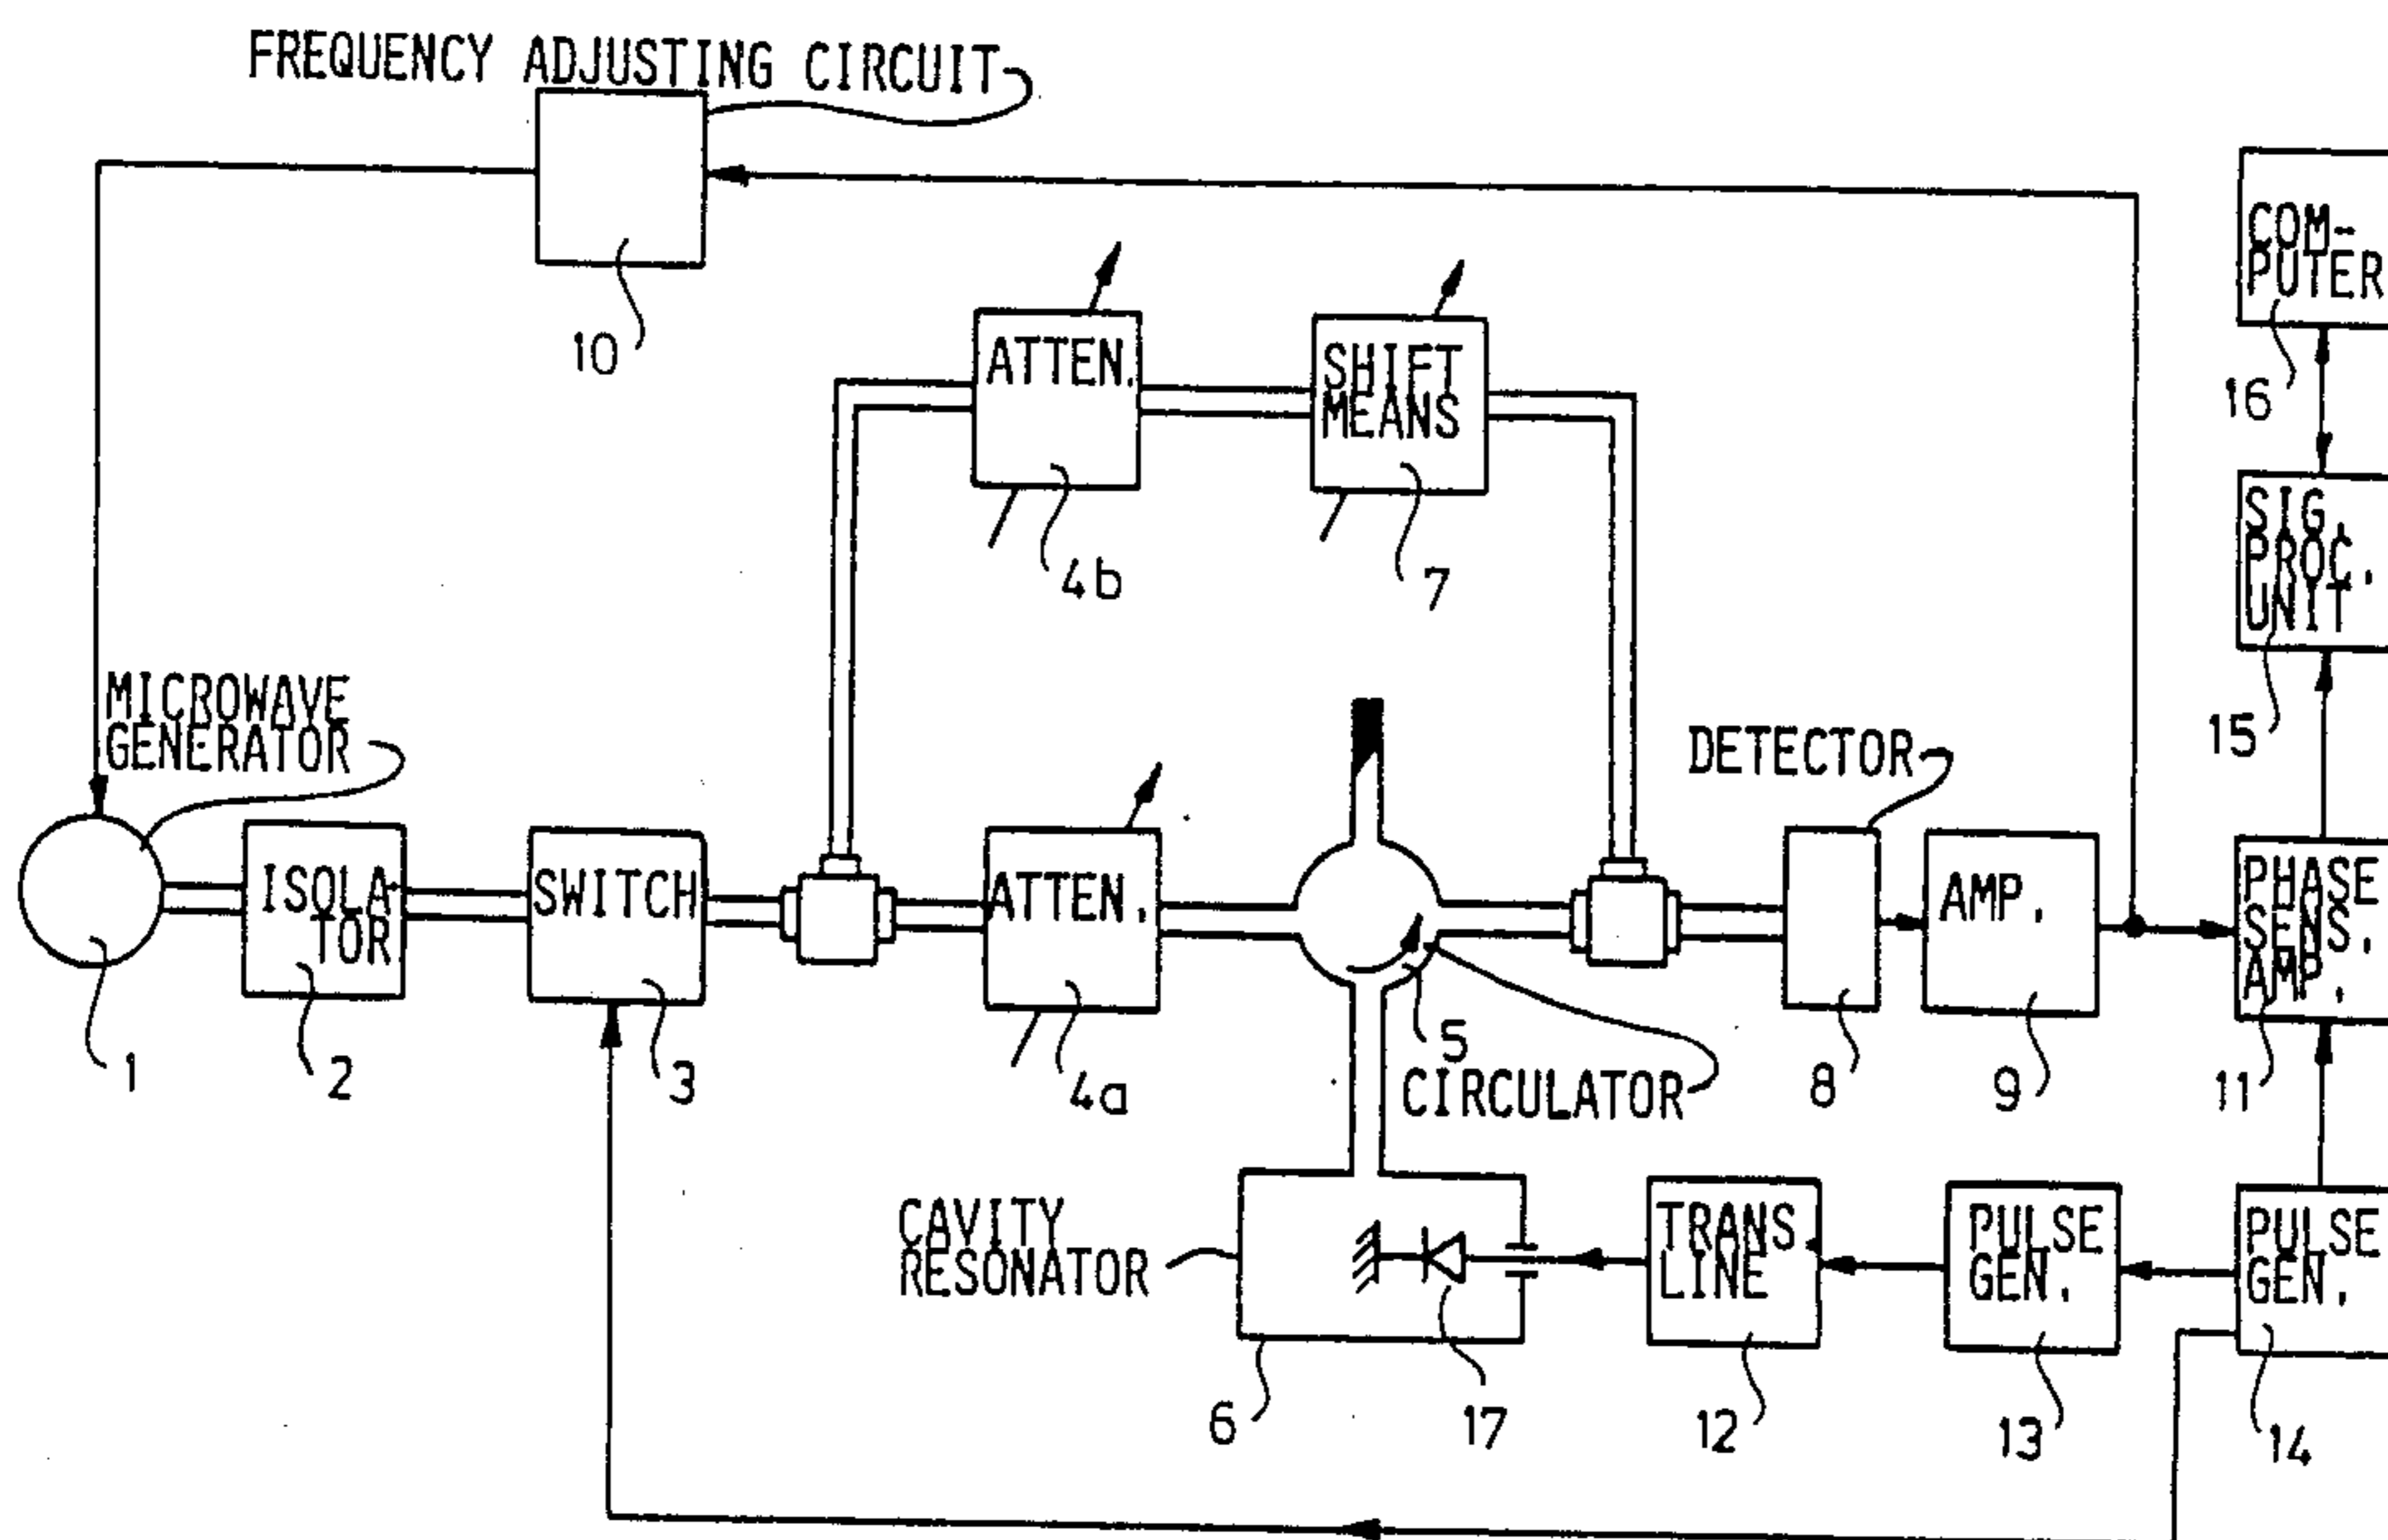 FREQUENCY ADJUSTING CIRCUIT
10
COM-
PUTER
16
ATTEN.
4b
SHIFT
MEANS
7
SIG.
PROC.
UNIT
15
MICROWAVE
GENERATOR
1
ISOLA-
TOR
2
SWITCH
3
ATTEN.
4a
5
CIRCULATOR
DETECTOR
8
AMP.
9
PHASE
SENS.
AMP.
11
CAVITY
RESONATOR
6
17
TRANS
LINE
12
PULSE
GEN.
13
PULSE
GEN.
14